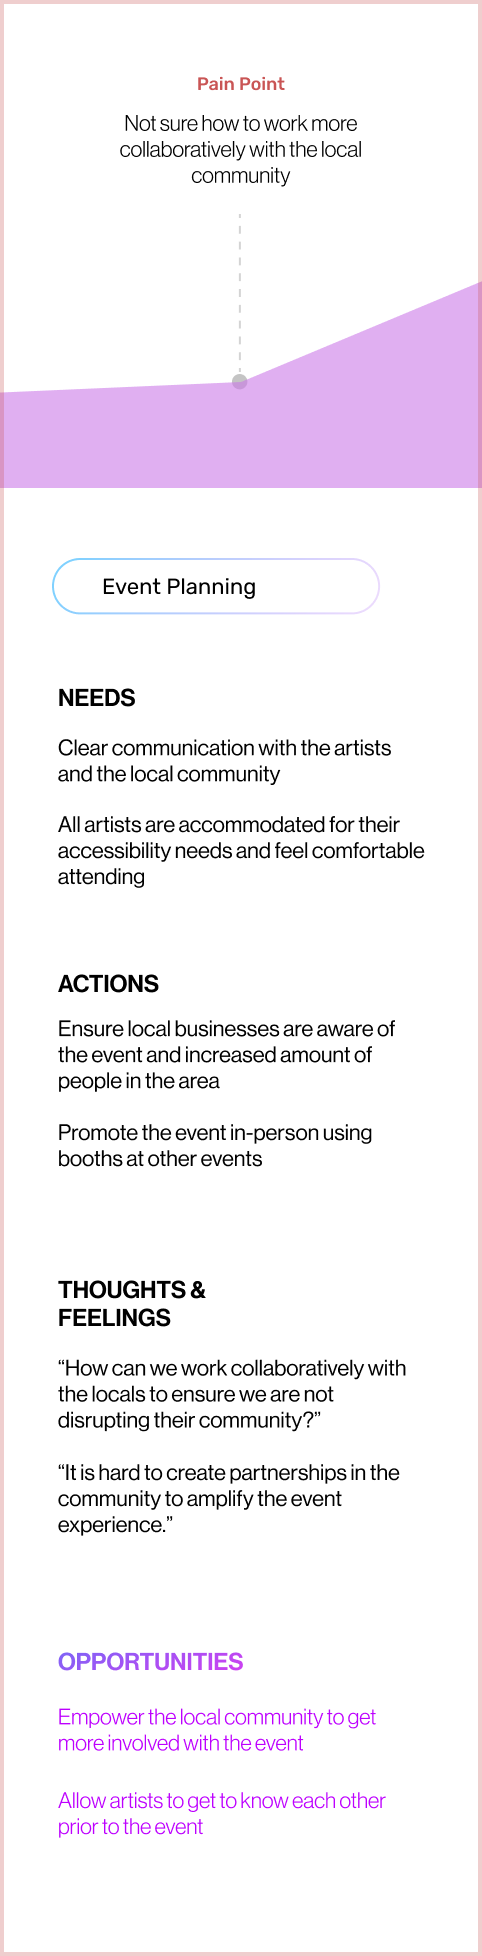 Pain Point
Not sure how to work more
collaboratively with the local
community
Event Planning
NEEDS
Clear communication with the artists
and the local community
All artists are accommodated for their
accessibility needs and feel comfortable
attending
ACTIONS
Ensure local businesses are aware of
the event and increased amount of
people in the area
Promote the event in-person using
booths at other events
THOUGHTS &
FEELINGS
“How can we work collaboratively with
the locals to ensure we are not
disrupting their community?”
“It is hard to create partnerships in the
community to amplify the event
experience.”
OPPORTUNITIES
Empower the local community to get
more involved with the event
Allow artists to get to know each other
prior to the event